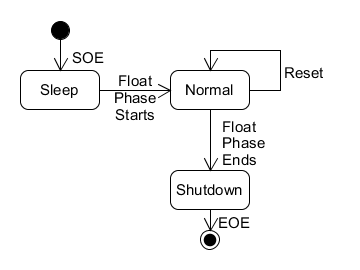 SOE
Sleep
Float
Phase
Starts
Normal
Reset
Float
Phase
Ends
Shutdown
EOE